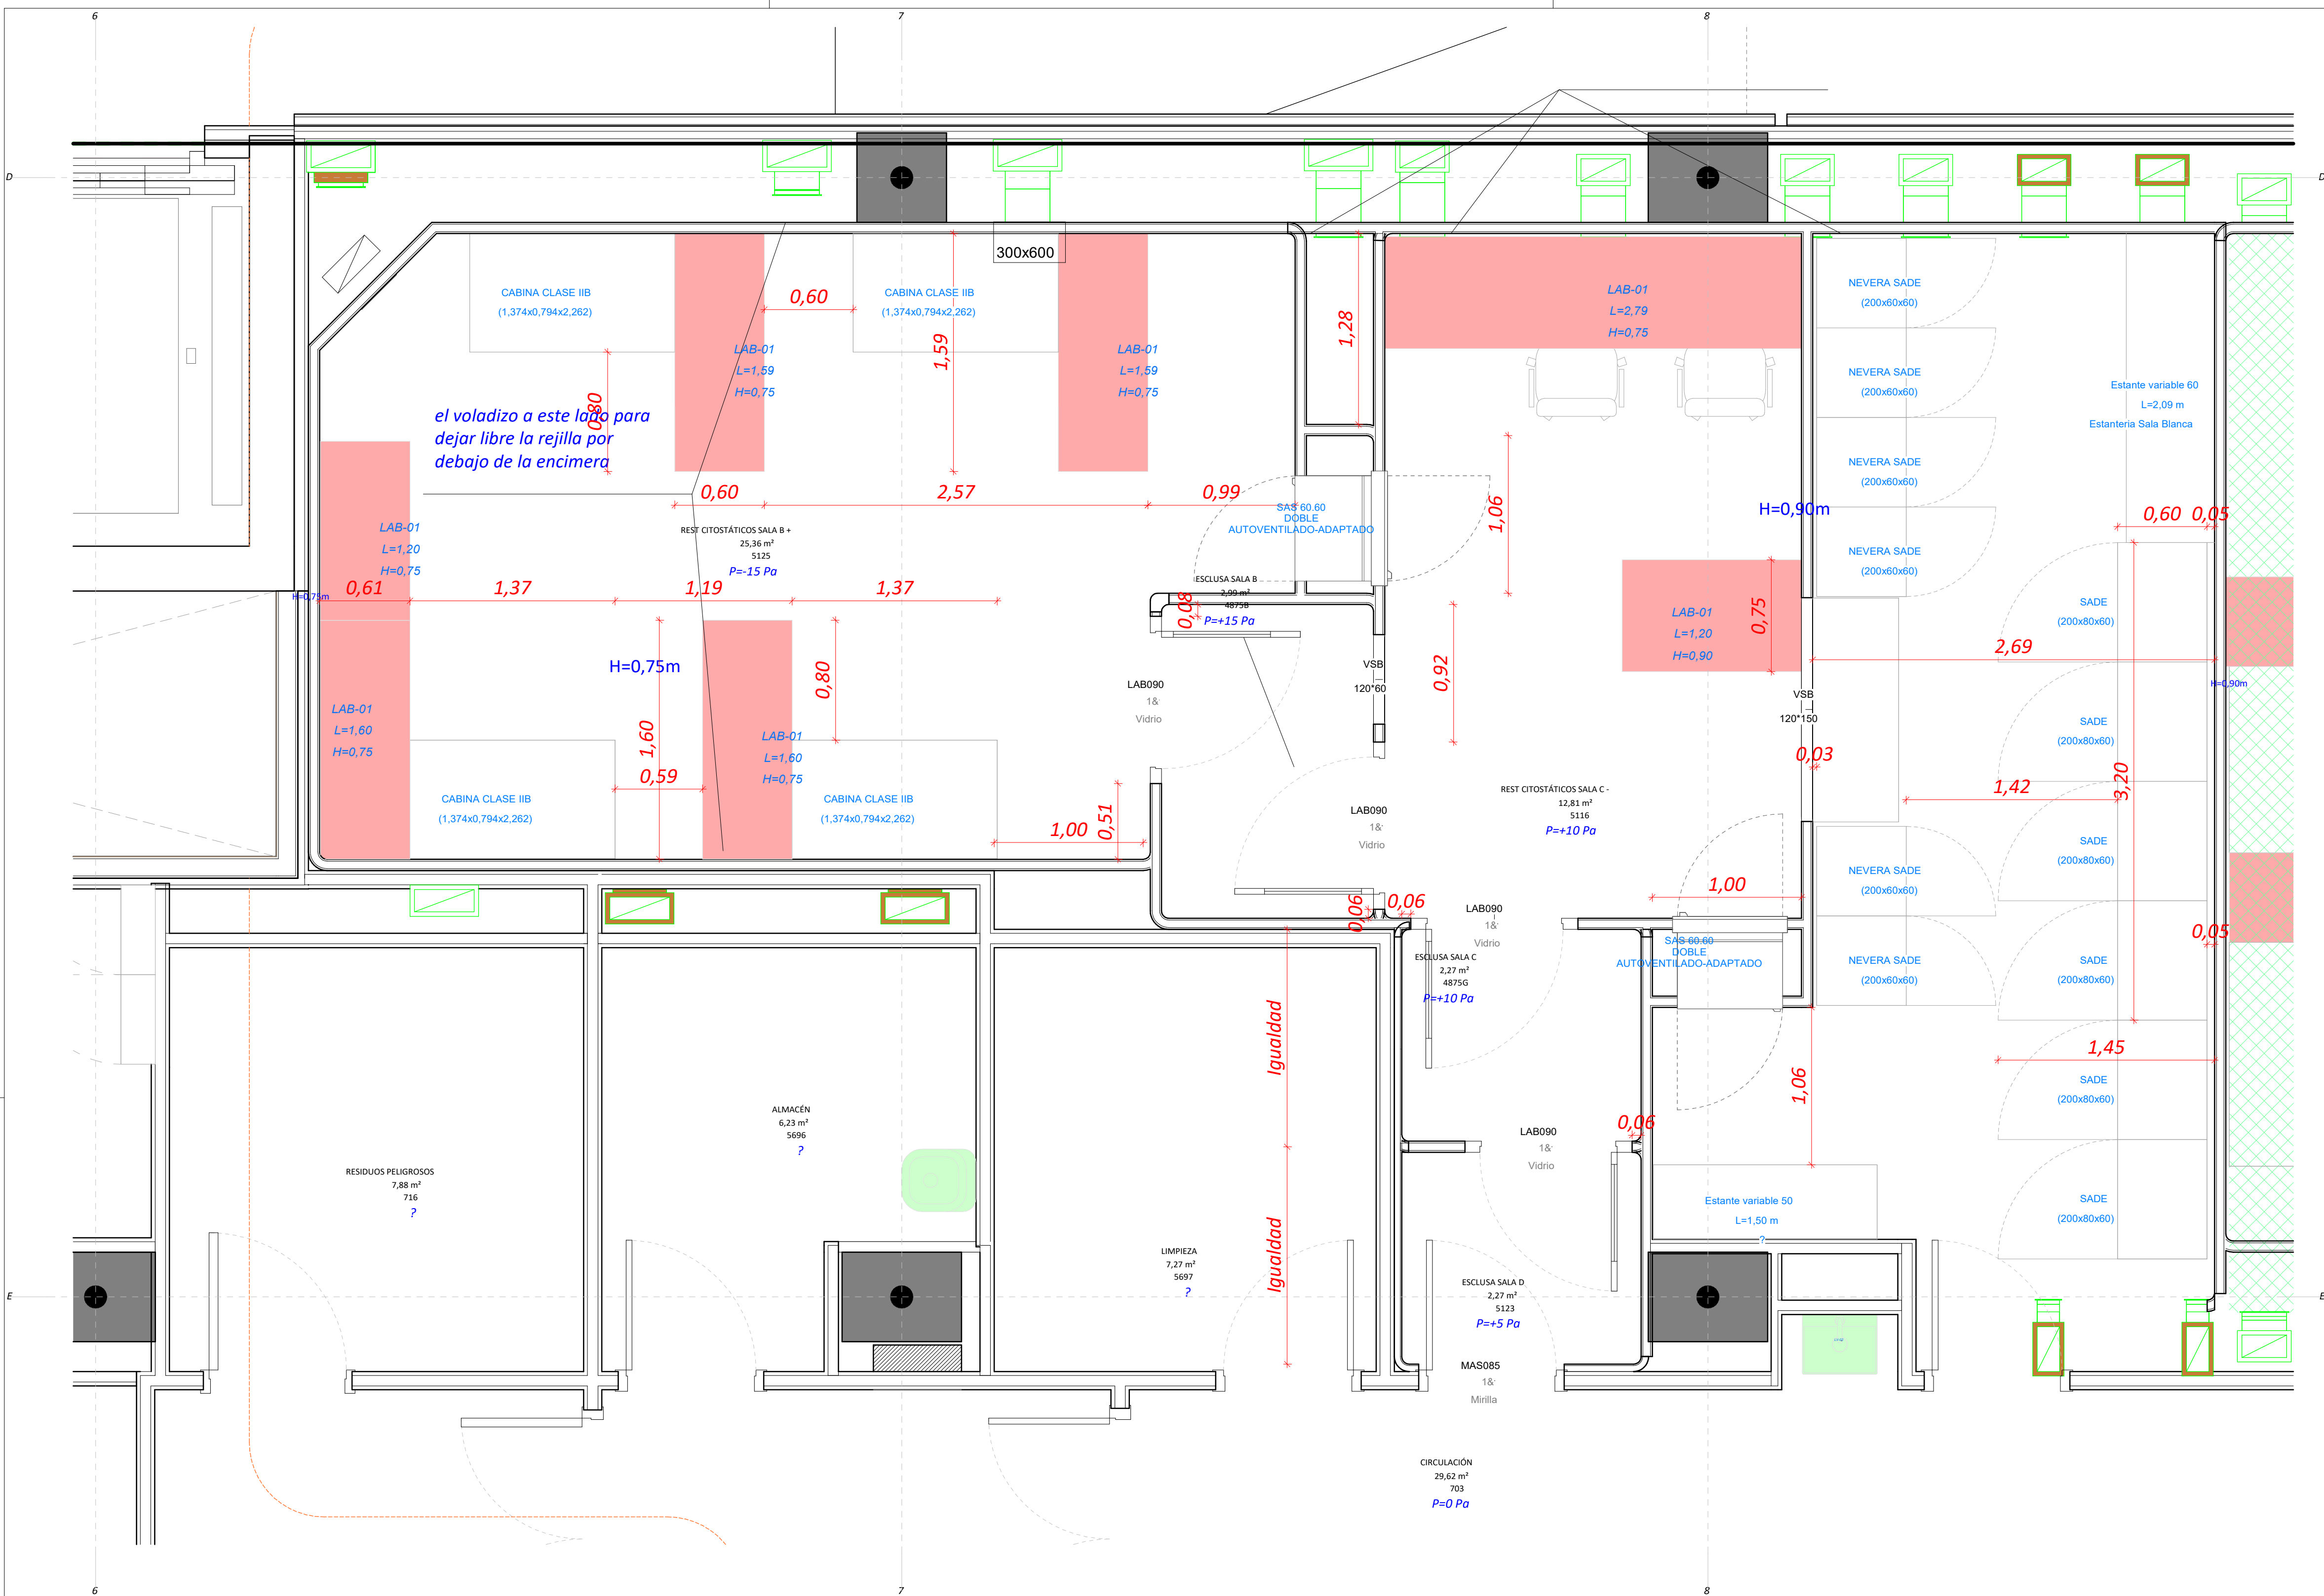 6
7
8
D
D
300x600
CABINA CLASE IIB
(1,374x0,794x2,262)
0,60
CABINA CLASE IIB
(1,374x0,794x2,262)
LAB-01
L=1,59
H=0,75
1,59
LAB-01
L=1,59
H=0,75
1,28
LAB-01
L=2,79
H=0,75
NEVERA SADE
(200x60x60)
NEVERA SADE
(200x60x60)
NEVERA SADE
(200x60x60)
NEVERA SADE
(200x60x60)
Estante variable 60
L=2,09 m
Estanteria Sala Blanca
0,80
el voladizo a este lado para
dejar libre la rejilla por
debajo de la encimera
0,60
2,57
0,99
SAS 60.60
DOBLE
AUTOVENTILADO-ADAPTADO
1,06
H=0,90m
0,60
0,05
LAB-01
L=1,20
H=0,75
REST CITOSTÁTICOS SALA B +
25,36 m²
5125
P=-15 Pa
H=0,75m
0,61
1,37
1,19
1,37
ESCLUSA SALA B
2,99 m²
4875B
P=+15 Pa
0,08
LAB-01
L=1,20
H=0,90
0,75
SADE
(200x80x60)
2,69
H=0,90m
H=0,75m
0,80
1,60
0,59
LAB-01
L=1,60
H=0,75
LAB-01
L=1,60
H=0,75
LAB090
1&
Vidrio
VSB
120*60
0,92
VSB
120*150
0,03
SADE
(200x80x60)
1,42
3,20
CABINA CLASE IIB
(1,374x0,794x2,262)
CABINA CLASE IIB
(1,374x0,794x2,262)
1,00
0,51
LAB090
1&
Vidrio
REST CITOSTÁTICOS SALA C -
12,81 m²
5116
P=+10 Pa
SADE
(200x80x60)
NEVERA SADE
(200x60x60)
1,00
0,06
0,06
LAB090
1&
Vidrio
SAS 60.60
DOBLE
AUTOVENTILADO-ADAPTADO
NEVERA SADE
(200x60x60)
SADE
(200x80x60)
0,05
ESCLUSA SALA C
2,27 m²
4875G
P=+10 Pa
Igualdad
1,45
1,06
SADE
(200x80x60)
ALMACÉN
6,23 m²
5696
?
0,06
LAB090
1&
Vidrio
RESIDUOS PELIGROSOS
7,88 m²
716
?
Estante variable 50
L=1,50 m
?
SADE
(200x80x60)
LIMPIEZA
7,27 m²
5697
?
Igualdad
ESCLUSA SALA D
2,27 m²
5123
P=+5 Pa
E
E
MAS085
1&
Mirilla
CIRCULACIÓN
29,62 m²
703
P=0 Pa
6
7
8